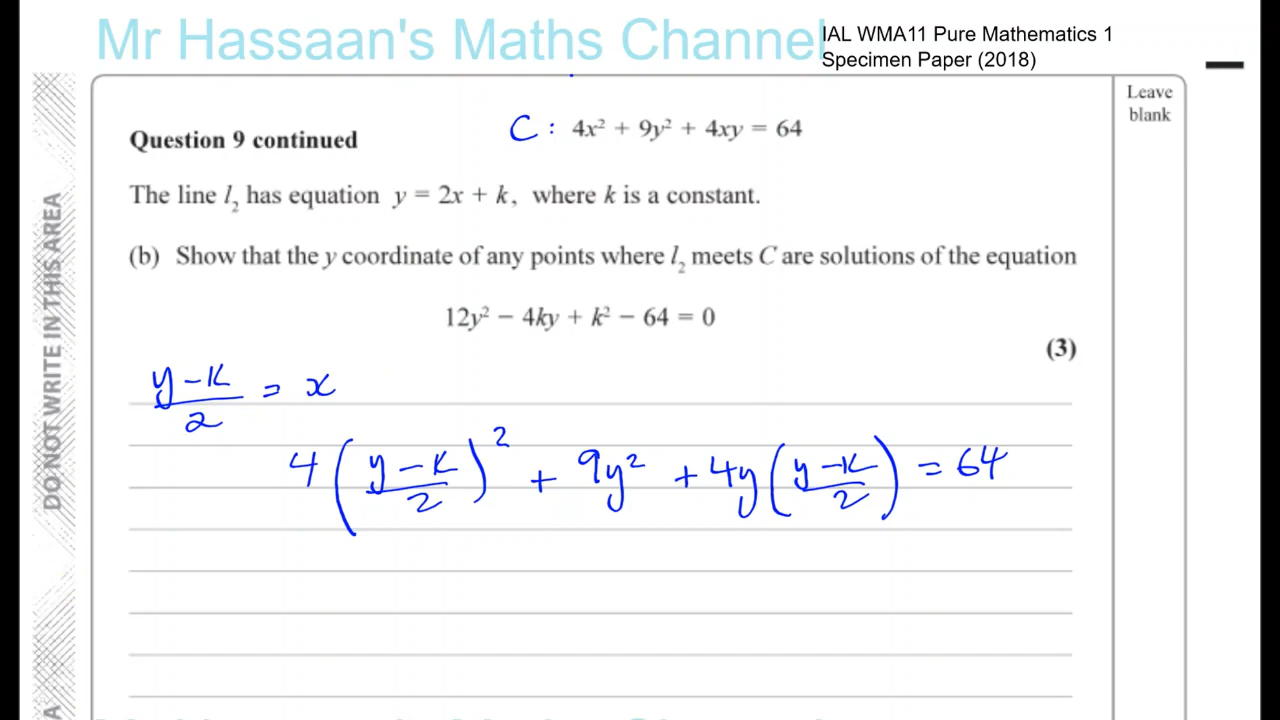 Mr Hassaan's Maths Channel
IAL WMA11 Pure Mathematics 1
Specimen Paper (2018)
Leave
blank
Question 9 continued
C: 4x² + 9y² + 4xy = 64
The line l₂ has equation y = 2x + k, where k is a constant.
(b) Show that the y coordinate of any points where l₂ meets C are solutions of the equation
12y² − 4ky + k² − 64 = 0
(3)
(y−k)/2 = x
4((y−k)/2)² + 9y² + 4y((y−k)/2) = 64
DO NOT WRITE IN THIS AREA